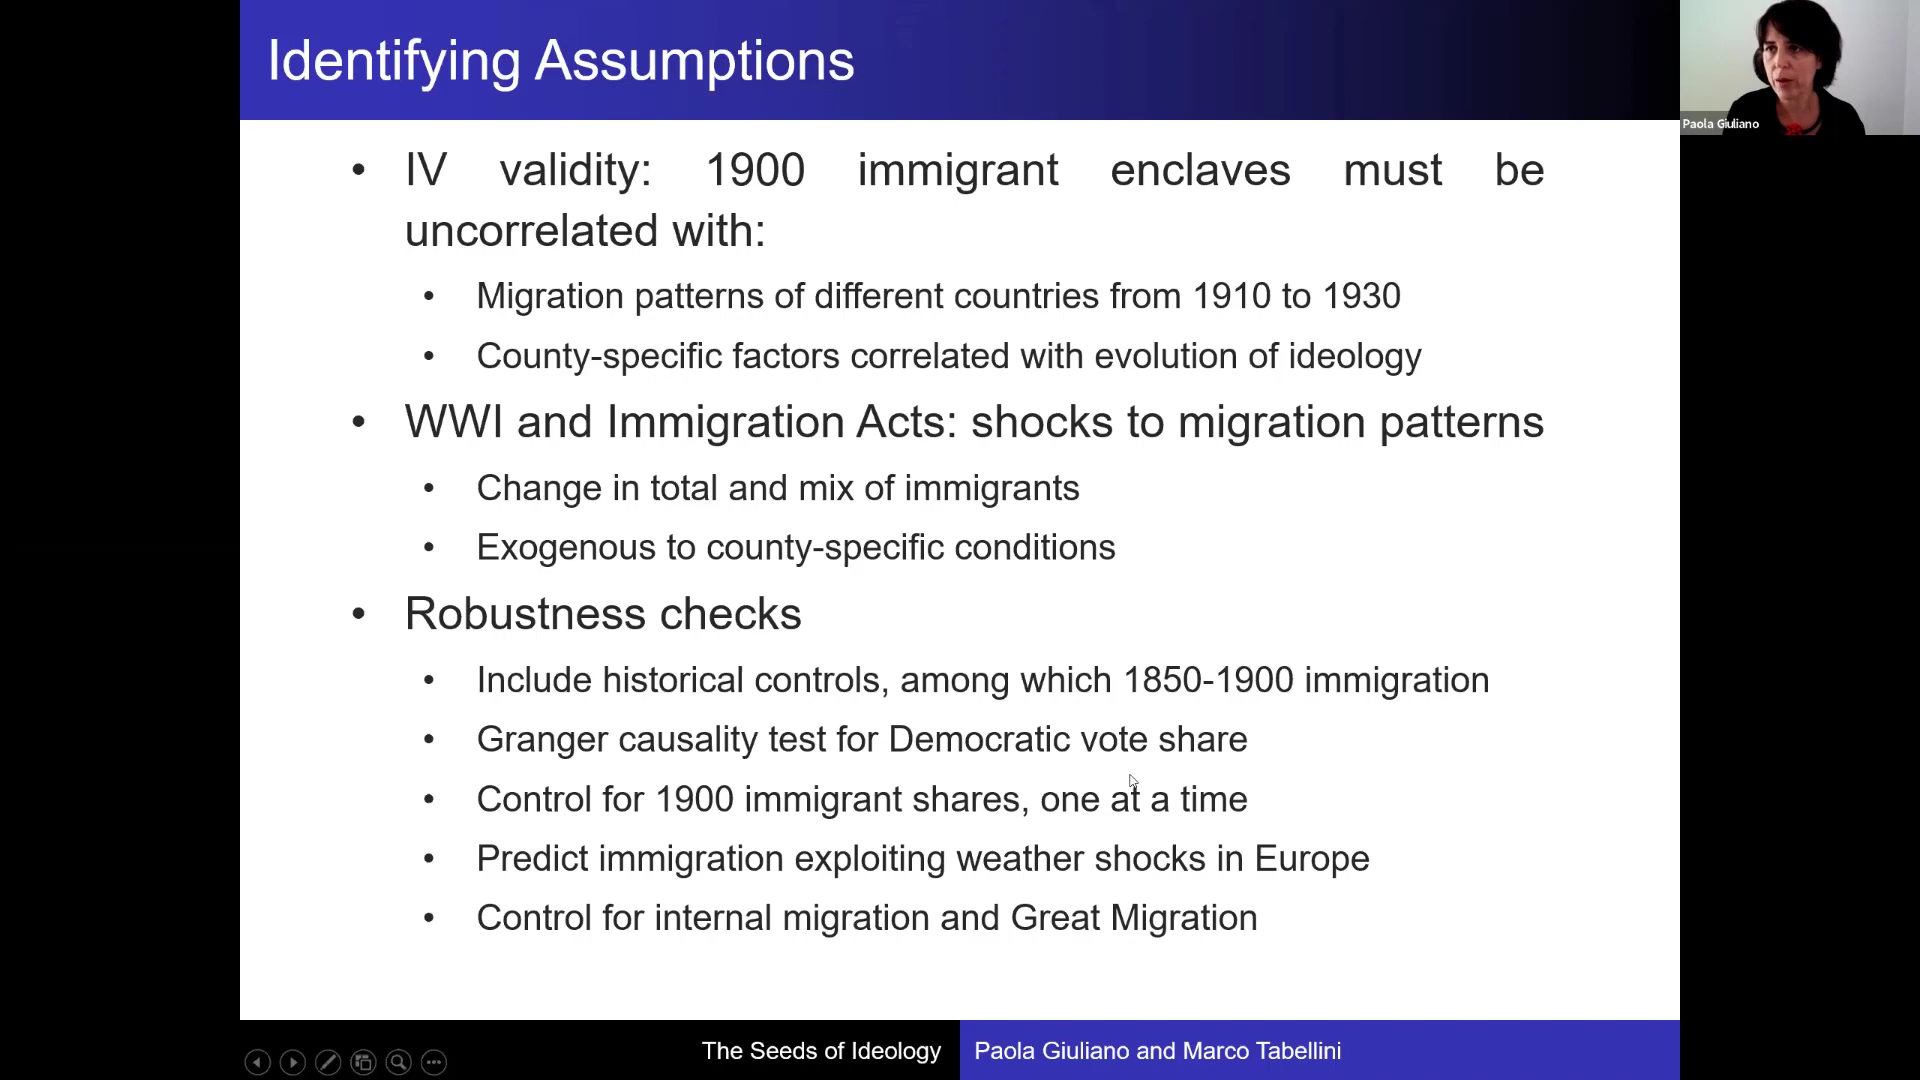 Identifying Assumptions
Paola Giuliano
• IV validity: 1900 immigrant enclaves must be
uncorrelated with:
• Migration patterns of different countries from 1910 to 1930
• County-specific factors correlated with evolution of ideology
• WWI and Immigration Acts: shocks to migration patterns
• Change in total and mix of immigrants
• Exogenous to county-specific conditions
• Robustness checks
• Include historical controls, among which 1850-1900 immigration
• Granger causality test for Democratic vote share
• Control for 1900 immigrant shares, one at a time
• Predict immigration exploiting weather shocks in Europe
• Control for internal migration and Great Migration
The Seeds of Ideology
Paola Giuliano and Marco Tabellini